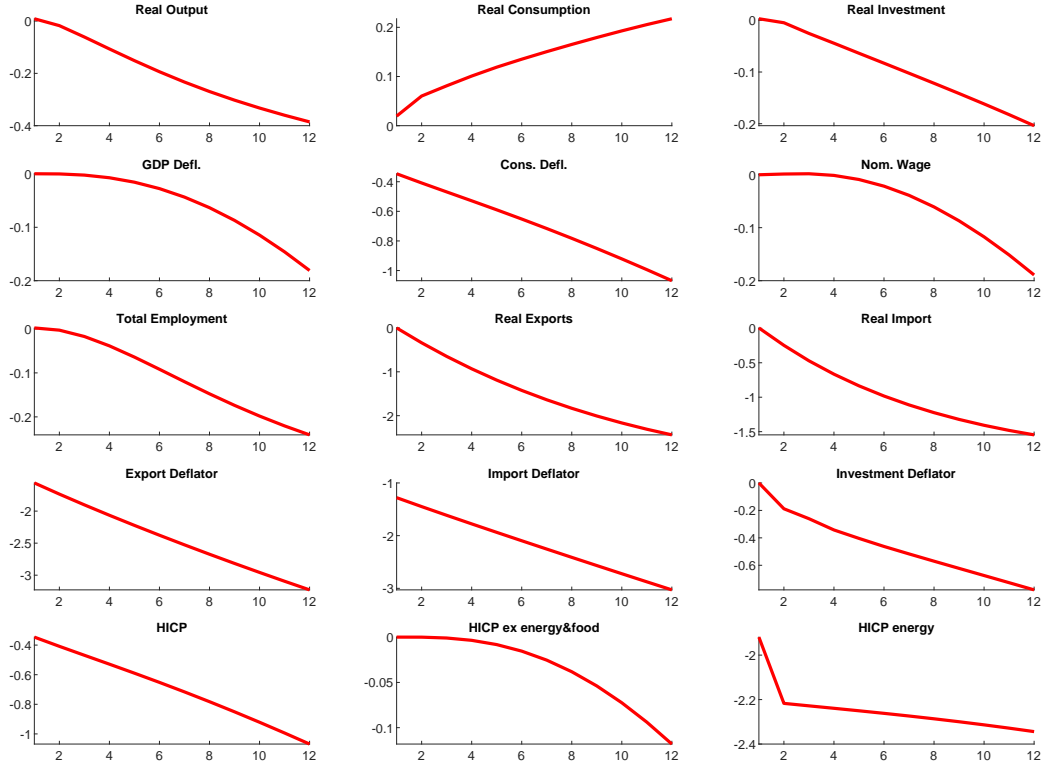 Real Output
0
-0.2
-0.4
2 4 6 8 10 12
Real Consumption
0.2
0.1
0
2 4 6 8 10 12
Real Investment
0
-0.1
-0.2
2 4 6 8 10 12
GDP Defl.
0
-0.1
-0.2
2 4 6 8 10 12
Cons. Defl.
-0.4
-0.6
-0.8
-1
2 4 6 8 10 12
Nom. Wage
0
-0.1
-0.2
2 4 6 8 10 12
Total Employment
0
-0.1
-0.2
2 4 6 8 10 12
Real Exports
0
-1
-2
2 4 6 8 10 12
Real Import
0
-0.5
-1
-1.5
2 4 6 8 10 12
Export Deflator
-2
-2.5
-3
2 4 6 8 10 12
Import Deflator
-1
-2
-3
2 4 6 8 10 12
Investment Deflator
0
-0.2
-0.4
-0.6
2 4 6 8 10 12
HICP
-0.4
-0.6
-0.8
-1
2 4 6 8 10 12
HICP ex energy&food
0
-0.05
-0.1
2 4 6 8 10 12
HICP energy
-2
-2.2
-2.4
2 4 6 8 10 12